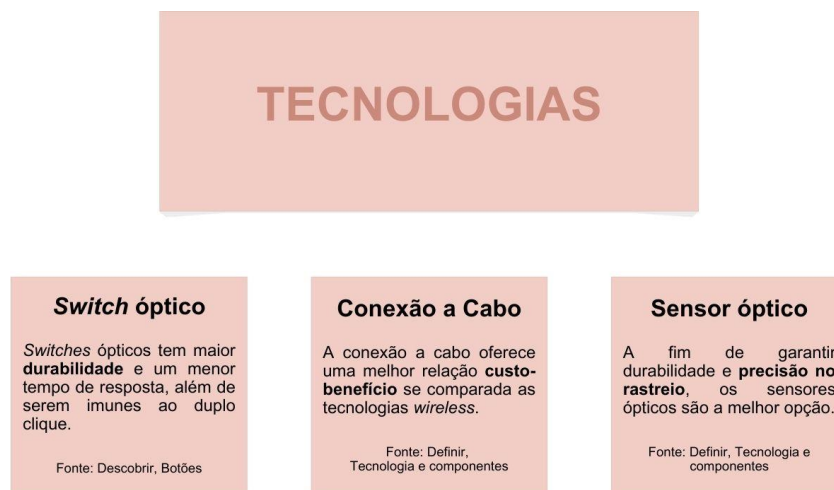 TECNOLOGIAS
Switch óptico
Switches ópticos tem maior
durabilidade e um menor
tempo de resposta, além de
serem imunes ao duplo
clique.
Fonte: Descobrir, Botões
Conexão a Cabo
A conexão a cabo oferece
uma melhor relação custo-
benefício se comparada as
tecnologias wireless.
Fonte: Definir,
Tecnologia e componentes
Sensor óptico
A fim de garantir
durabilidade e precisão no
rastreio, os sensores
ópticos são a melhor opção.
Fonte: Definir, Tecnologia e
componentes